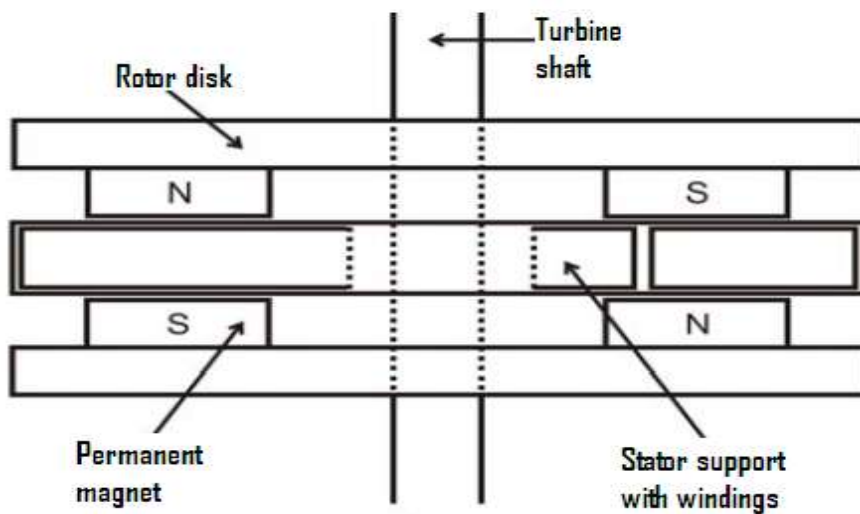 Turbine
shaft
Rotor disk
N
S
S
N
Permanent
magnet
Stator support
with windings